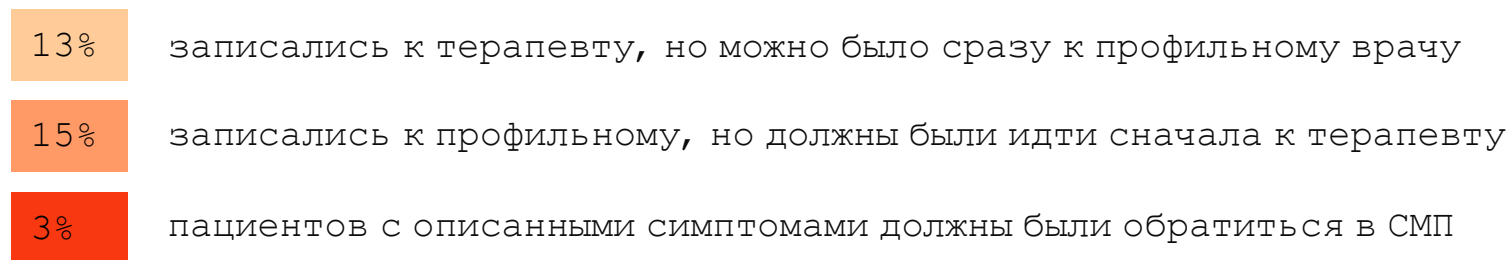 13% записались к терапевту, но можно было сразу к профильному врачу
15% записались к профильному, но должны были идти сначала к терапевту
3% пациентов с описанными симптомами должны были обратиться в СМП